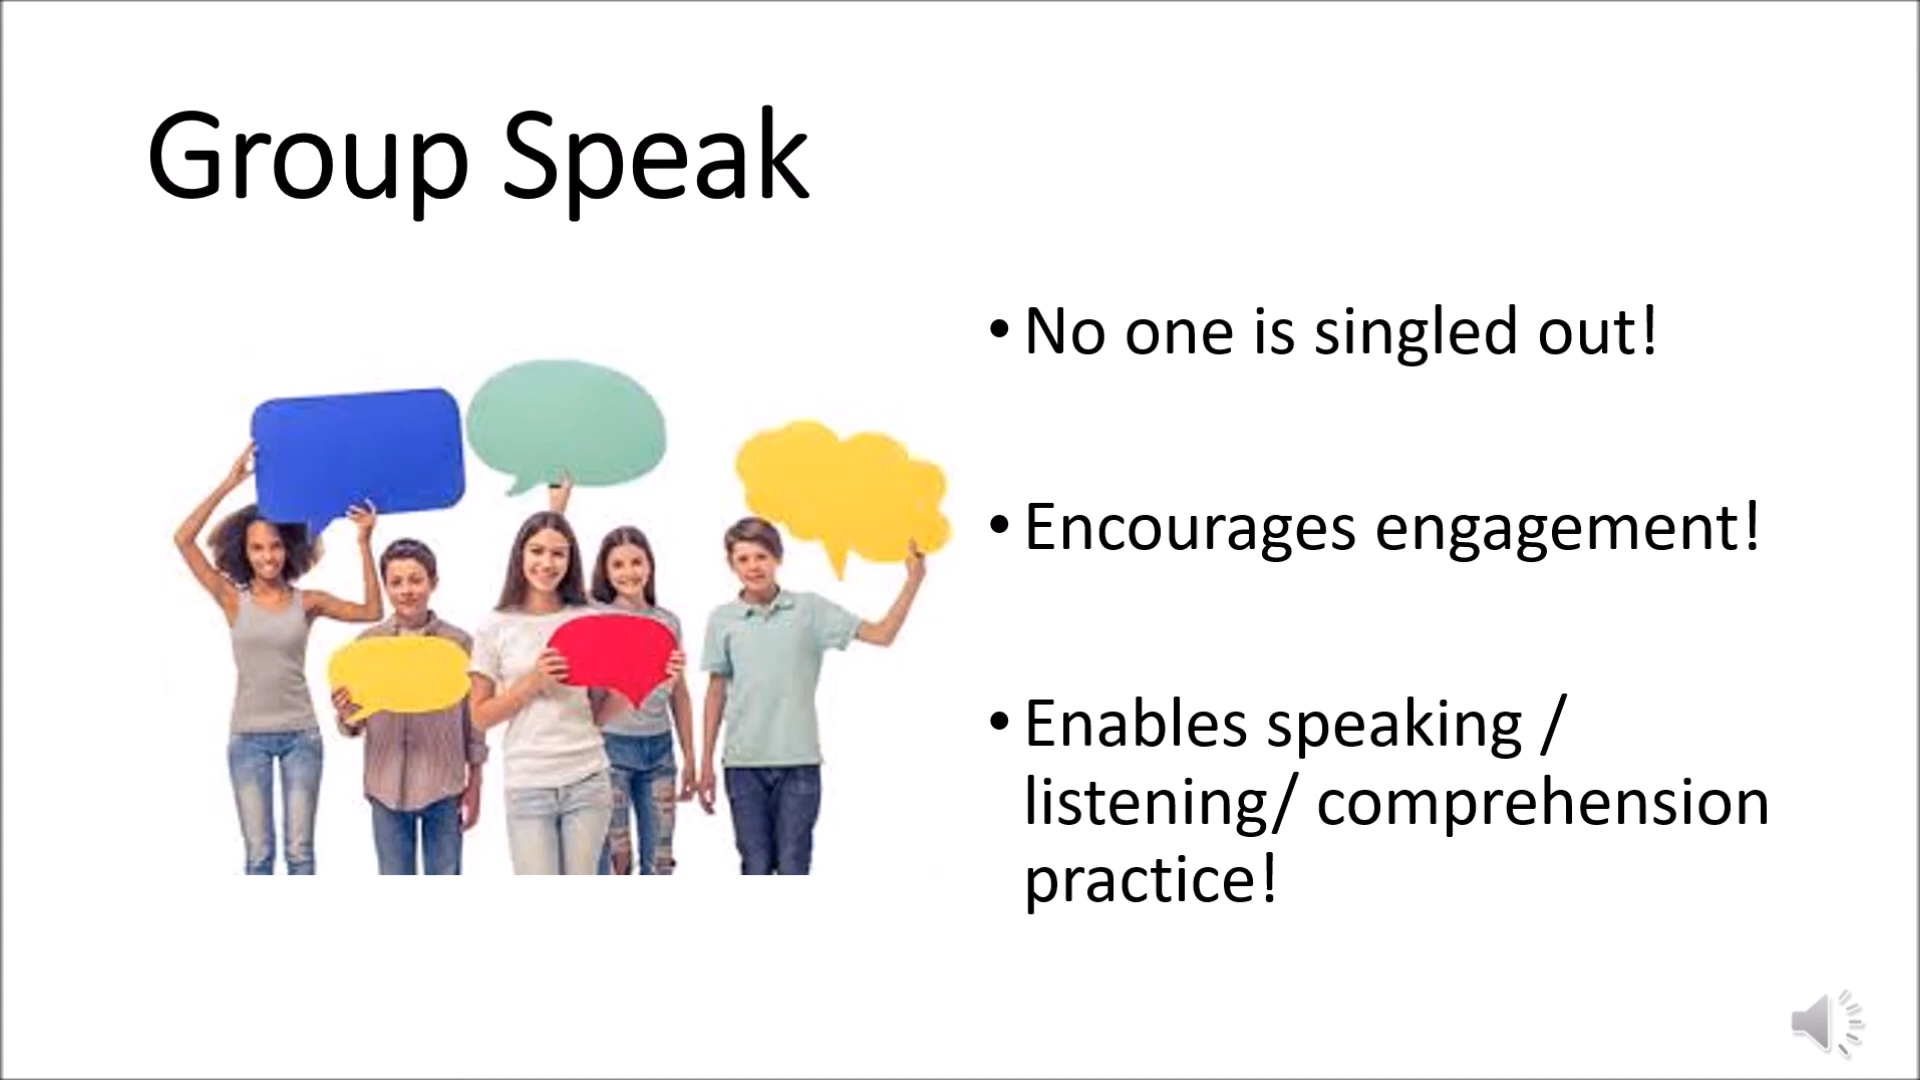 Group Speak
• No one is singled out!
• Encourages engagement!
• Enables speaking /
listening/ comprehension
practice!